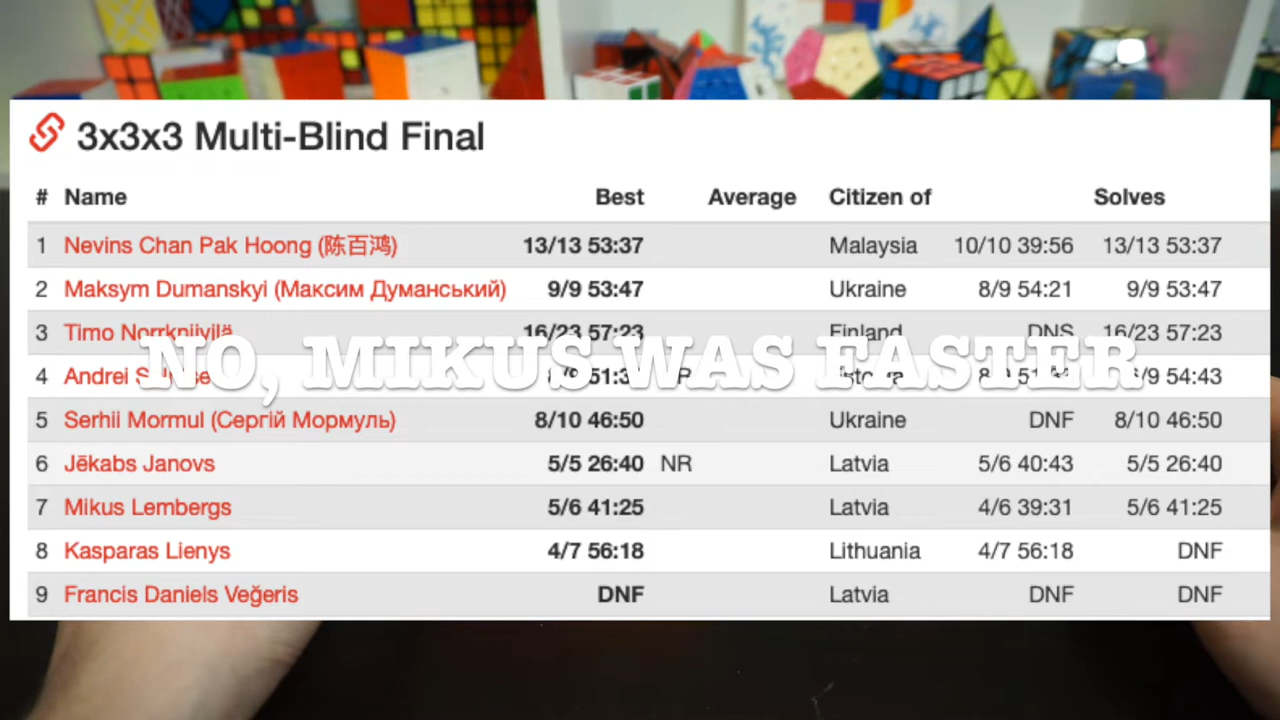 3x3x3 Multi-Blind Final
# Name Best Average Citizen of Solves
1 Nevins Chan Pak Hoong (陈百鸿) 13/13 53:37 Malaysia 10/10 39:56 13/13 53:37
2 Maksym Dumanskyi (Максим Думанський) 9/9 53:47 Ukraine 8/9 54:21 9/9 53:47
3 Timo 16/23 57:23 Finland DNS 16/23 57:23
NO, MIKUS WAS FASTER
4 Andrei 54:43
5 Serhii Mormul (Сергій Мормуль) 8/10 46:50 Ukraine DNF 8/10 46:50
6 Jēkabs Janovs 5/5 26:40 NR Latvia 5/6 40:43 5/5 26:40
7 Mikus Lembergs 5/6 41:25 Latvia 4/6 39:31 5/6 41:25
8 Kasparas Lienys 4/7 56:18 Lithuania 4/7 56:18 DNF
9 Francis Daniels Veğeris DNF Latvia DNF DNF